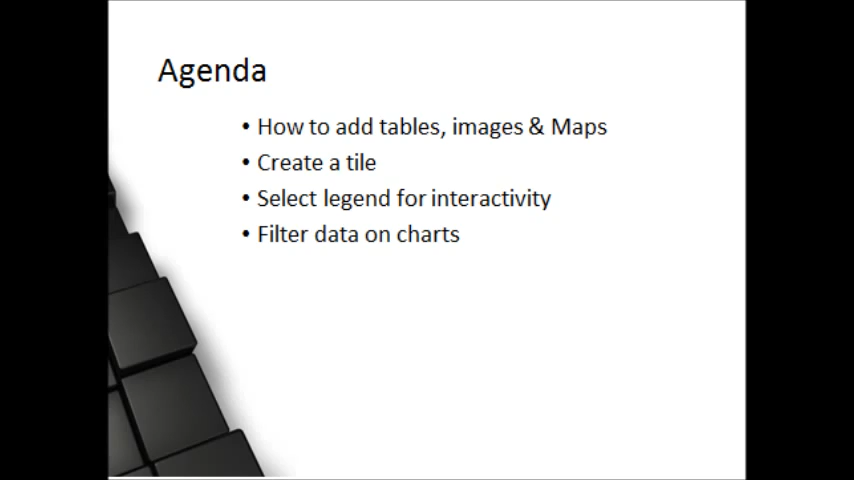 Agenda
• How to add tables, images & Maps
• Create a tile
• Select legend for interactivity
• Filter data on charts